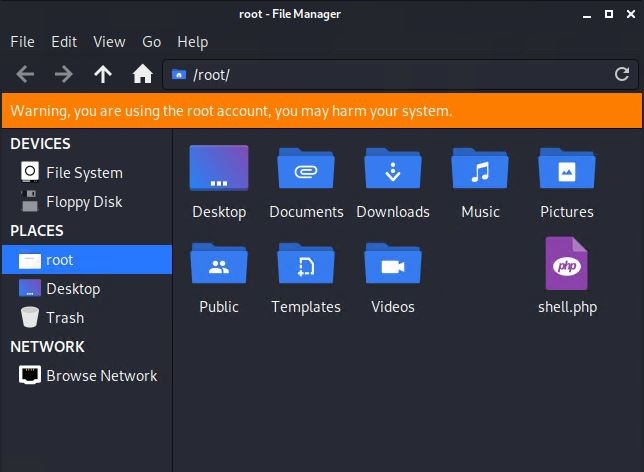 root - File Manager
File Edit View Go Help
/root/
Warning, you are using the root account, you may harm your system.
DEVICES
File System
Floppy Disk
PLACES
root
Desktop
Trash
NETWORK
Browse Network
Desktop Documents Downloads Music Pictures
php
Public Templates Videos shell.php